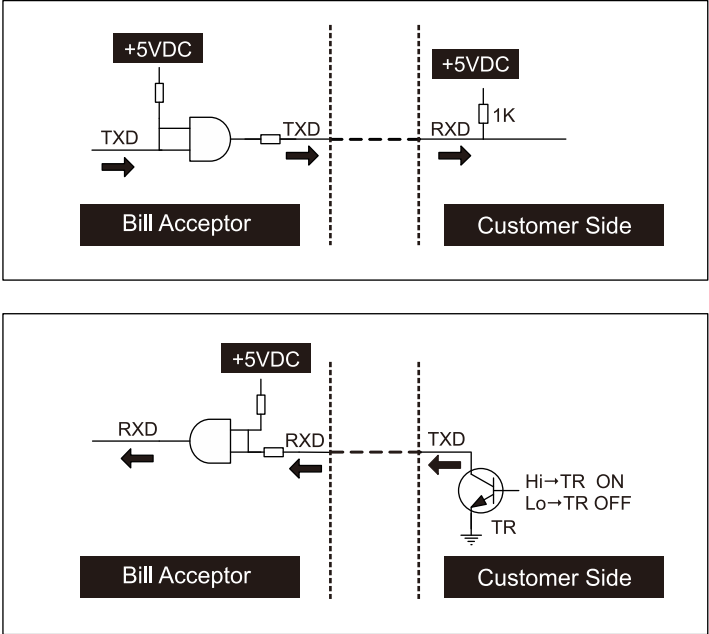 +5VDC
+5VDC
1K
TXD
TXD
RXD
Bill Acceptor
Customer Side
+5VDC
RXD
RXD
TXD
Hi→TR ON
Lo→TR OFF
TR
Bill Acceptor
Customer Side